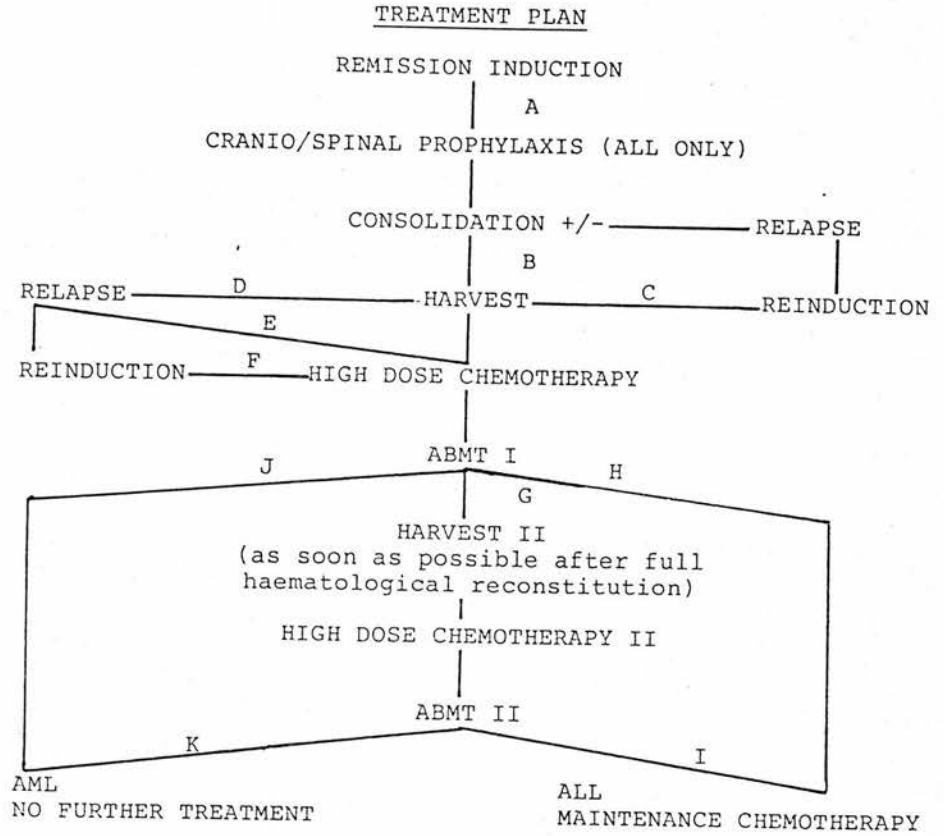 TREATMENT PLAN
REMISSION INDUCTION
A
CRANIO/SPINAL PROPHYLAXIS (ALL ONLY)
CONSOLIDATION +/- RELAPSE
B
RELAPSE D HARVEST C REINDUCTION
E
REINDUCTION F HIGH DOSE CHEMOTHERAPY
ABMT I
J H
G
HARVEST II
(as soon as possible after full
haematological reconstitution)
HIGH DOSE CHEMOTHERAPY II
ABMT II
K I
AML ALL
NO FURTHER TREATMENT MAINTENANCE CHEMOTHERAPY